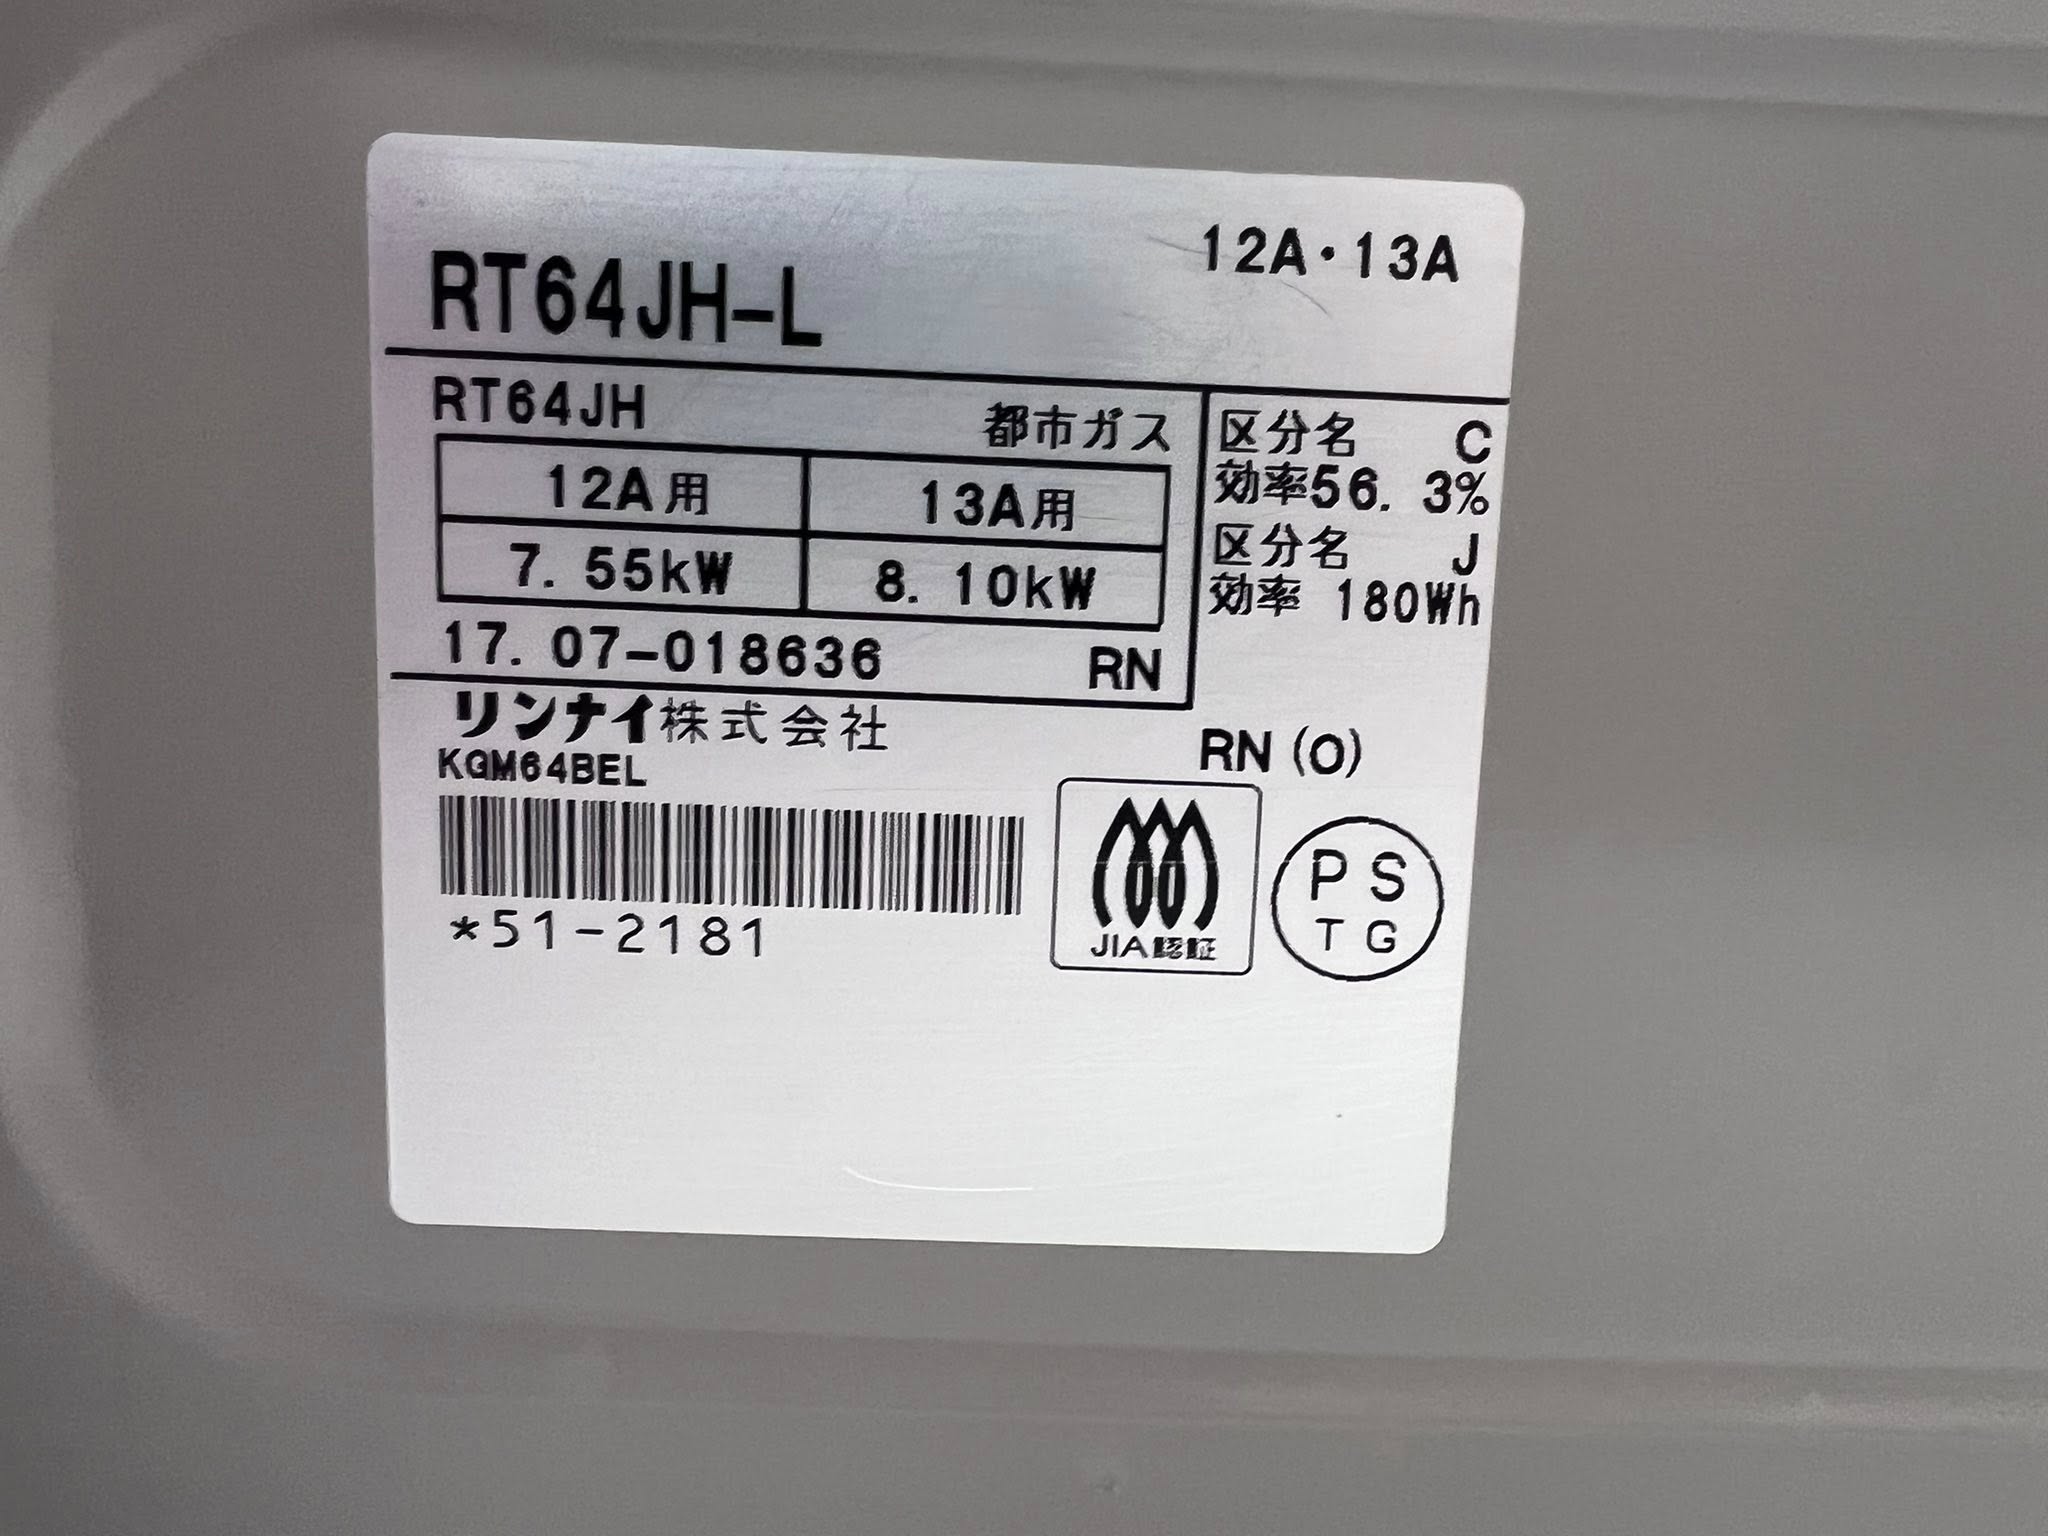 12A・13A
RT64JH-L
RT64JH 都市ガス
12A用 13A用
7.55kW 8.10kW
17.07-018636 RN
区分名 C
効率56.3%
区分名 J
効率 180Wh
リンナイ株式会社
KGM64BEL
RN(O)
*51-2181
JIA認証
PS
TG